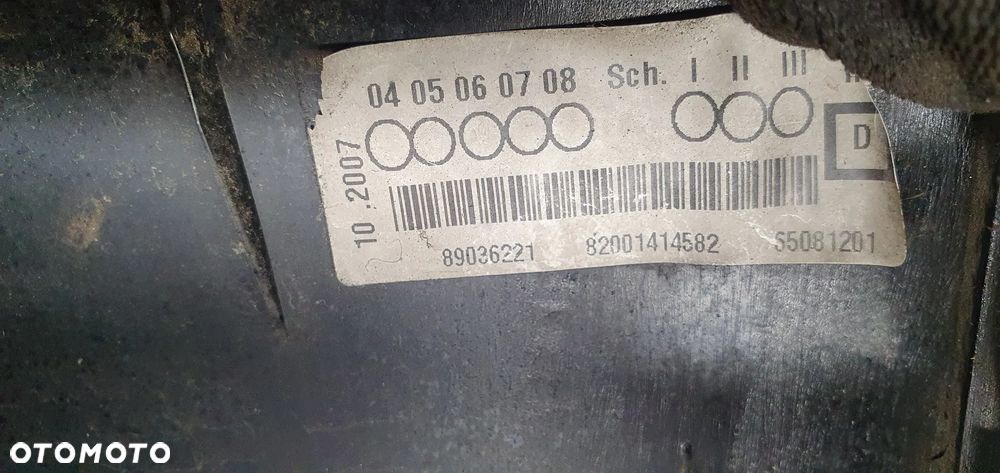 04 05 06 07 08 Sch. I II III
10 .2007
D
89036221 82001414582 S5081201
OTOMOTO